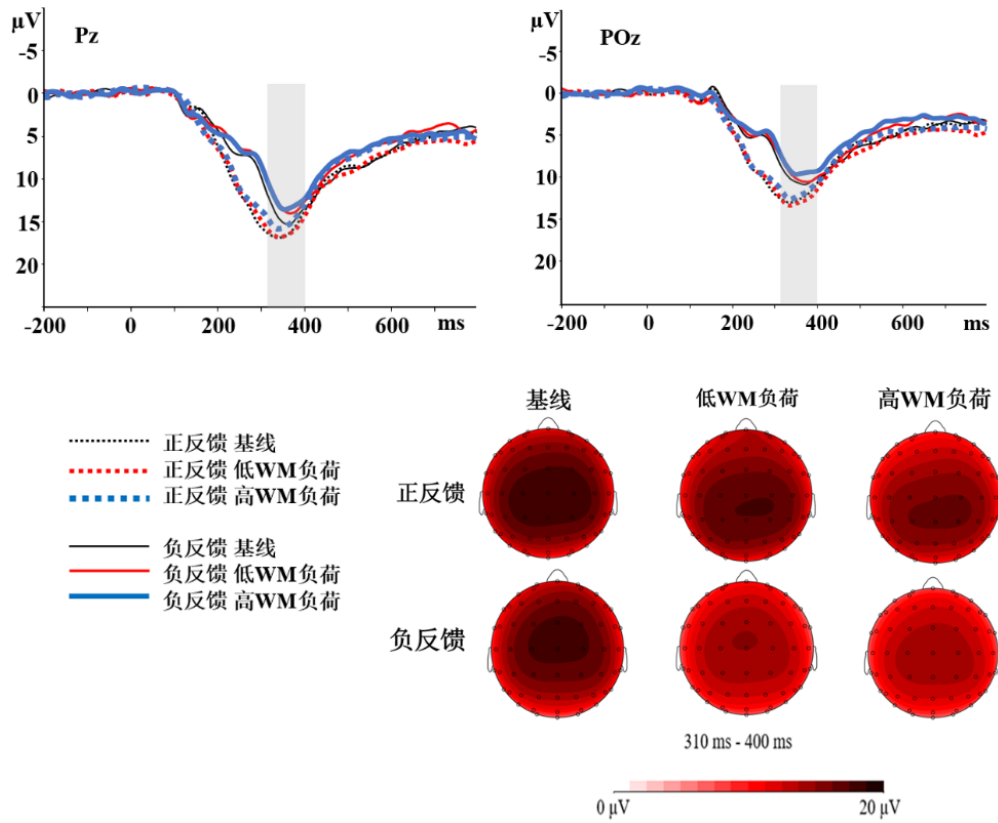 μV
Pz
-5
0
5
10
15
20
-200 0 200 400 600 ms
μV
POz
-5
0
5
10
15
20
-200 0 200 400 600 ms
正反馈 基线
正反馈 低WM负荷
正反馈 高WM负荷
负反馈 基线
负反馈 低WM负荷
负反馈 高WM负荷
基线 低WM负荷 高WM负荷
正反馈
负反馈
310 ms - 400 ms
0 μV 20 μV